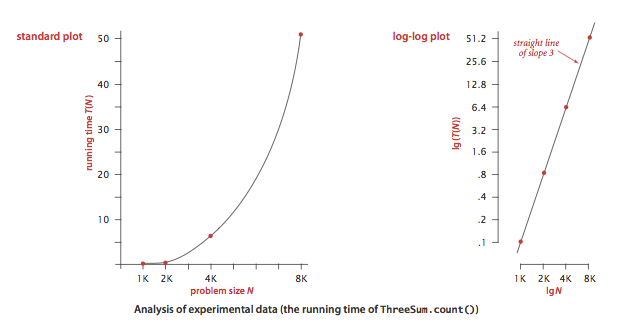 standard plot
50
40
30
20
10
running time T(N)
1K 2K 4K 8K
problem size N
log-log plot
51.2
25.6
12.8
6.4
3.2
1.6
.8
.4
.2
.1
lg(T(N))
straight line
of slope 3
1K 2K 4K 8K
lgN
Analysis of experimental data (the running time of ThreeSum.count())